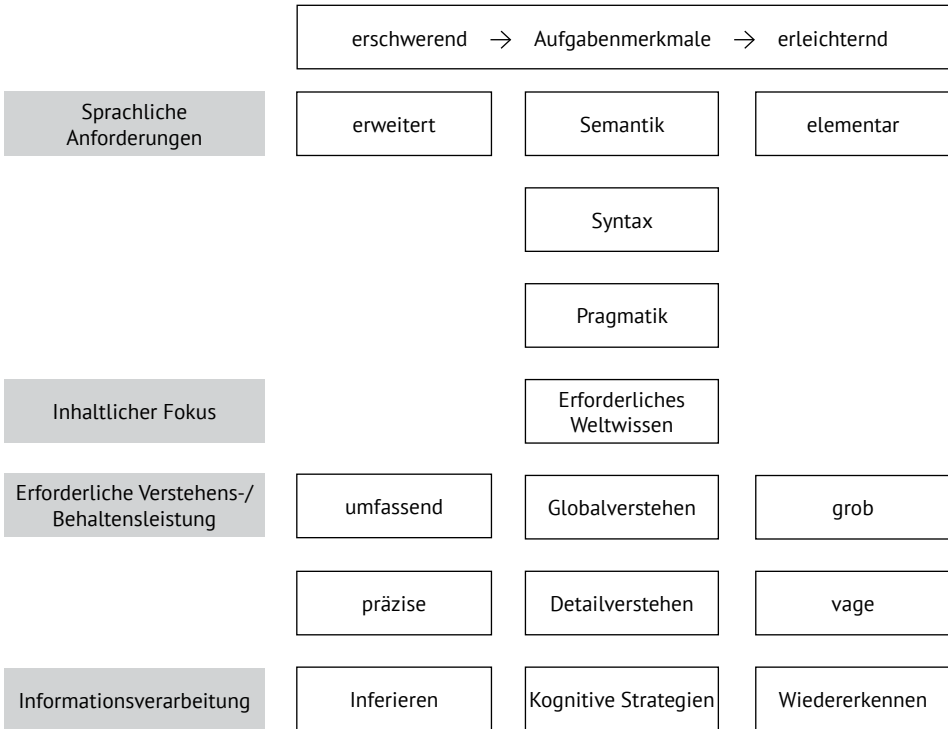 erschwerend → Aufgabenmerkmale → erleichternd
Sprachliche
Anforderungen
erweitert
Semantik
elementar
Syntax
Pragmatik
Inhaltlicher Fokus
Erforderliches
Weltwissen
Erforderliche Verstehens-/
Behaltensleistung
umfassend
Globalverstehen
grob
präzise
Detailverstehen
vage
Informationsverarbeitung
Inferieren
Kognitive Strategien
Wiedererkennen